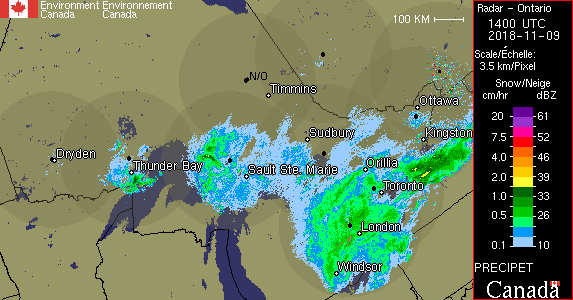 Environment Environnement
Canada Canada
100 KM
N/O
Timmins
Ottawa
Sudbury
Kingston
Dryden
Thunder Bay
Sault Ste. Marie
Orillia
Toronto
London
Windsor
Radar - Ontario
1400 UTC
2018-11-09
Scale/Échelle:
3.5 km/Pixel
Snow/Neige
cm/hr dBZ
20 61
7.5 52
4.0 46
2.0 39
1.0 33
0.5 26
0.1 10
PRECIPET
Canada